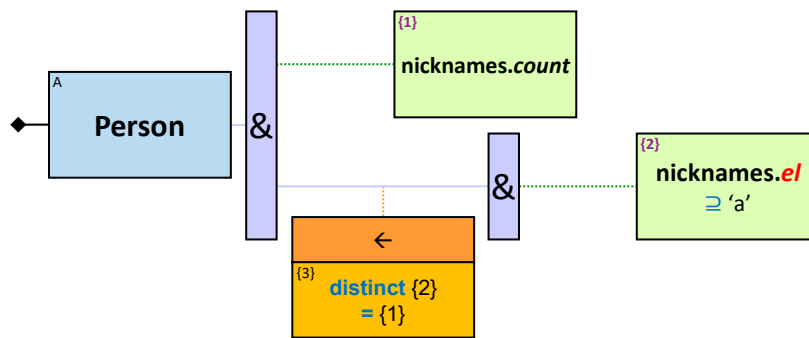 A
Person
&
{1}
nicknames.count
&
{2}
nicknames.el
⊇ ‘a’
←
{3}
distinct {2}
= {1}